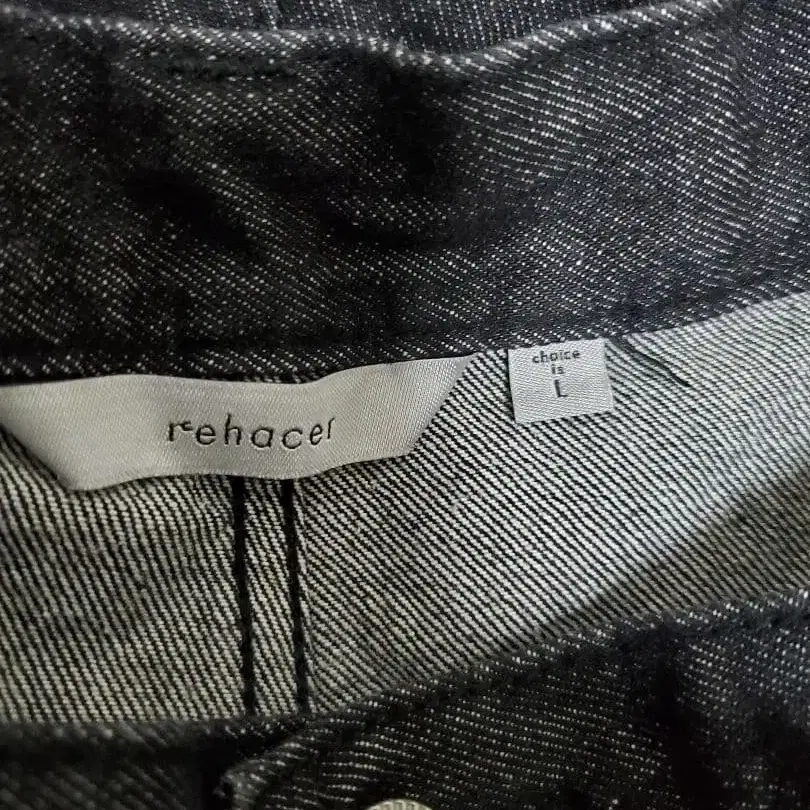 rehacer
choice
is
L